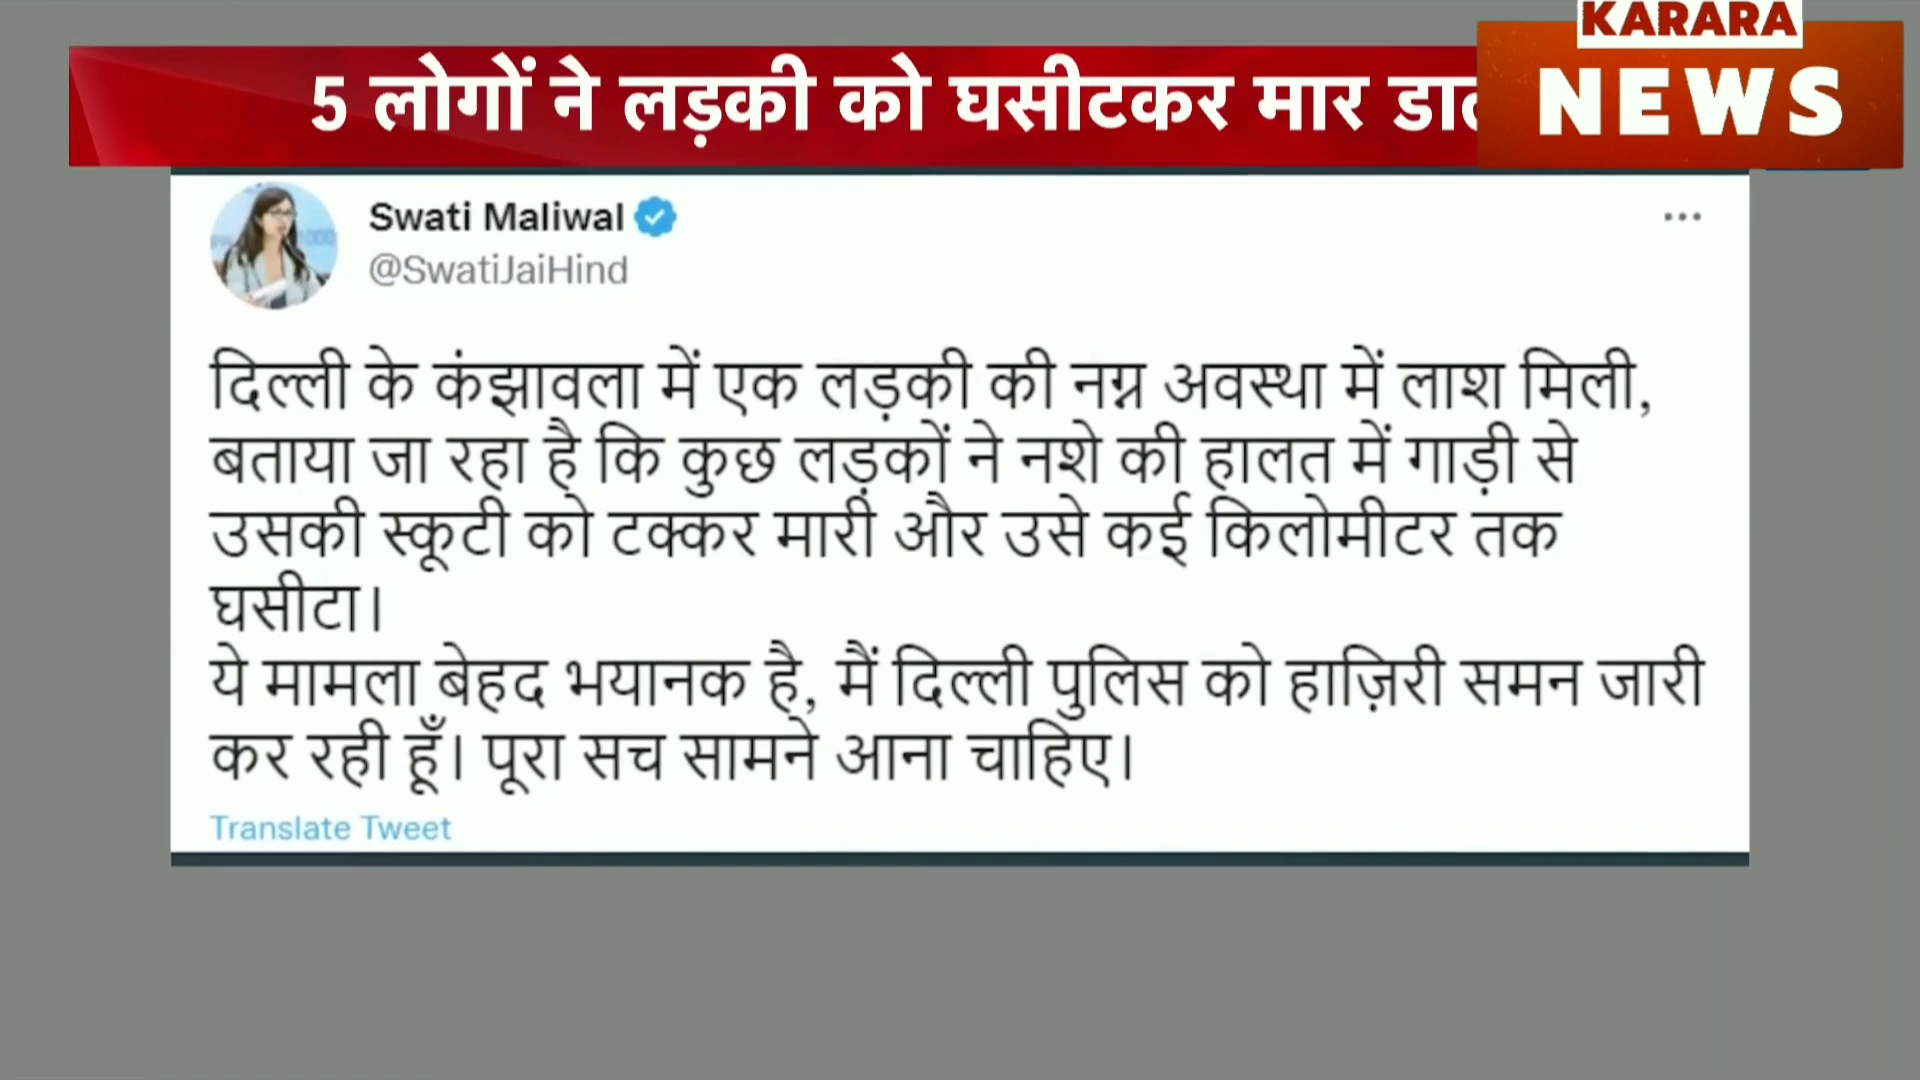 KARARA
NEWS
5 लोगों ने लड़की को घसीटकर मार
Swati Maliwal
@SwatiJaiHind
दिल्ली के कंझावला में एक लड़की की नग्न अवस्था में लाश मिली,
बताया जा रहा है कि कुछ लड़कों ने नशे की हालत में गाड़ी से
उसकी स्कूटी को टक्कर मारी और उसे कई किलोमीटर तक
घसीटा।
ये मामला बेहद भयानक है, मैं दिल्ली पुलिस को हाज़िरी समन जारी
कर रही हूँ। पूरा सच सामने आना चाहिए।
Translate Tweet